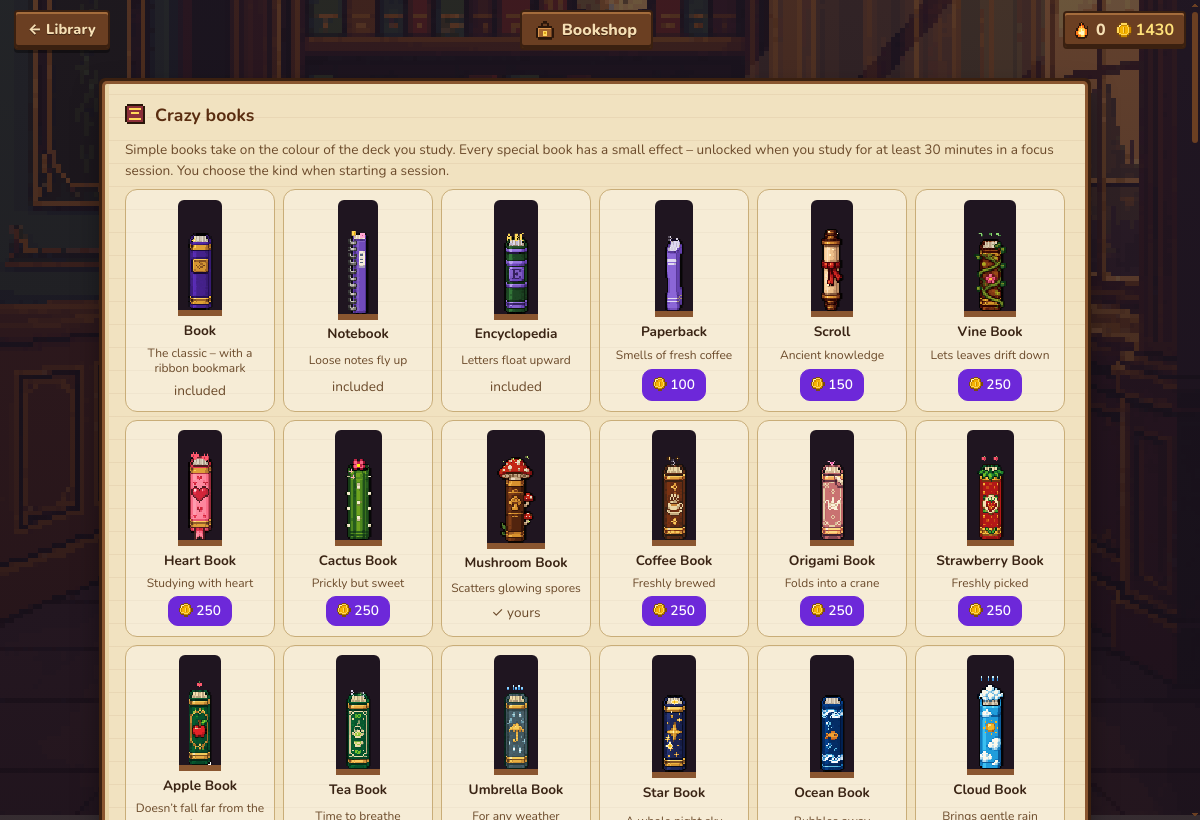 ← Library
Bookshop
0 1430
Crazy books
Simple books take on the colour of the deck you study. Every special book has a small effect – unlocked when you study for at least 30 minutes in a focus
session. You choose the kind when starting a session.
Book
The classic – with a
ribbon bookmark
included
Notebook
Loose notes fly up
included
Encyclopedia
Letters float upward
included
Paperback
Smells of fresh coffee
100
Scroll
Ancient knowledge
150
Vine Book
Lets leaves drift down
250
Heart Book
Studying with heart
250
Cactus Book
Prickly but sweet
250
Mushroom Book
Scatters glowing spores
✓ yours
Coffee Book
Freshly brewed
250
Origami Book
Folds into a crane
250
Strawberry Book
Freshly picked
250
Apple Book
Doesn't fall far from the
Tea Book
Time to breathe
Umbrella Book
For any weather
Star Book
A whole night sky
Ocean Book
Bubbles away
Cloud Book
Brings gentle rain